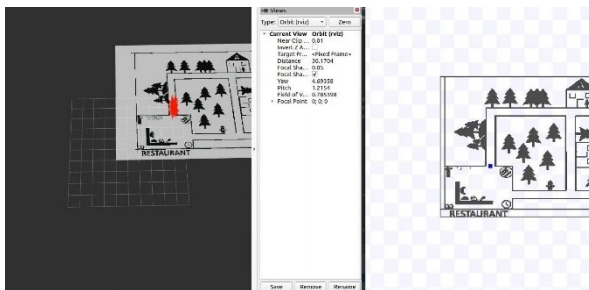 Views
Type: Orbit (rviz) Zero
Current View Orbit (rviz)
Near Clip ... 0.01
Invert Z A...
Target Fr... <Fixed Frame>
Distance 30.1704
Focal Sha... 0.05
Focal Sha...
Yaw 4.69358
Pitch 1.2154
Field of V... 0.785398
Focal Point 0; 0; 0
RESTAURANT
RESTAURANT
Save Remove Rename